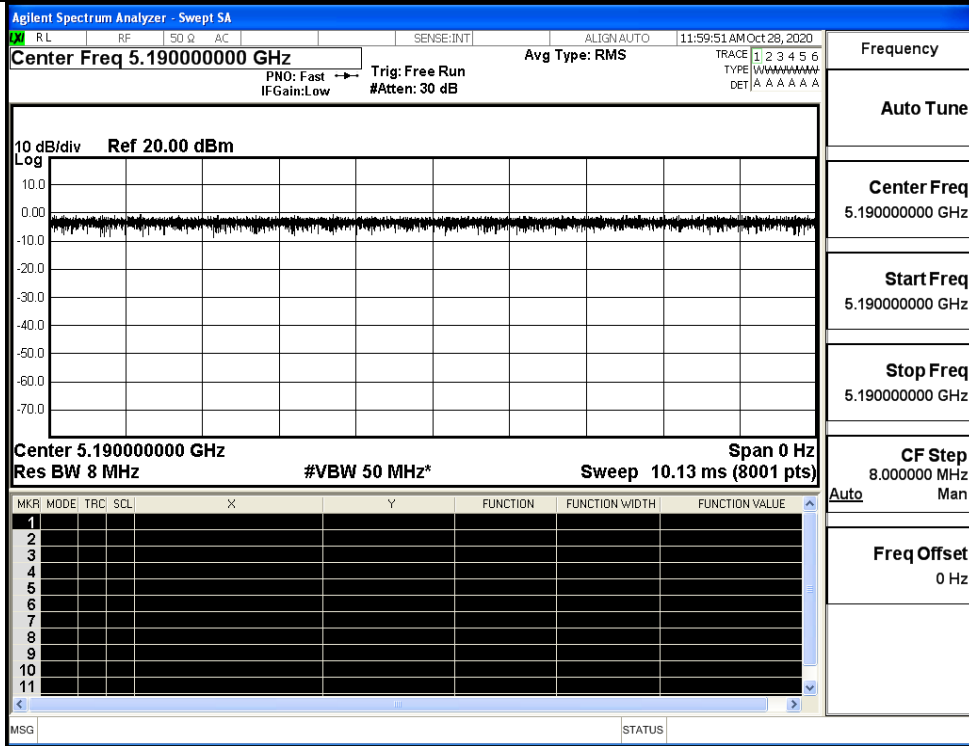 Agilent Spectrum Analyzer - Swept SA
LXI RL RF 50 Ω AC SENSE:INT ALIGN AUTO 11:59:51 AM Oct 28, 2020
Center Freq 5.190000000 GHz
PNO: Fast
IFGain:Low
Trig: Free Run
#Atten: 30 dB
Avg Type: RMS
TRACE 1 2 3 4 5 6
TYPE WWWWWW
DET A A A A A A
10 dB/div Ref 20.00 dBm
Log
10.0
0.00
-10.0
-20.0
-30.0
-40.0
-50.0
-60.0
-70.0
Center 5.190000000 GHz Span 0 Hz
Res BW 8 MHz #VBW 50 MHz* Sweep 10.13 ms (8001 pts)
MKR MODE TRC SCL X Y FUNCTION FUNCTION WIDTH FUNCTION VALUE
1
2
3
4
5
6
7
8
9
10
11
MSG STATUS
Frequency
Auto Tune
Center Freq
5.190000000 GHz
Start Freq
5.190000000 GHz
Stop Freq
5.190000000 GHz
CF Step
8.000000 MHz
Auto Man
Freq Offset
0 Hz